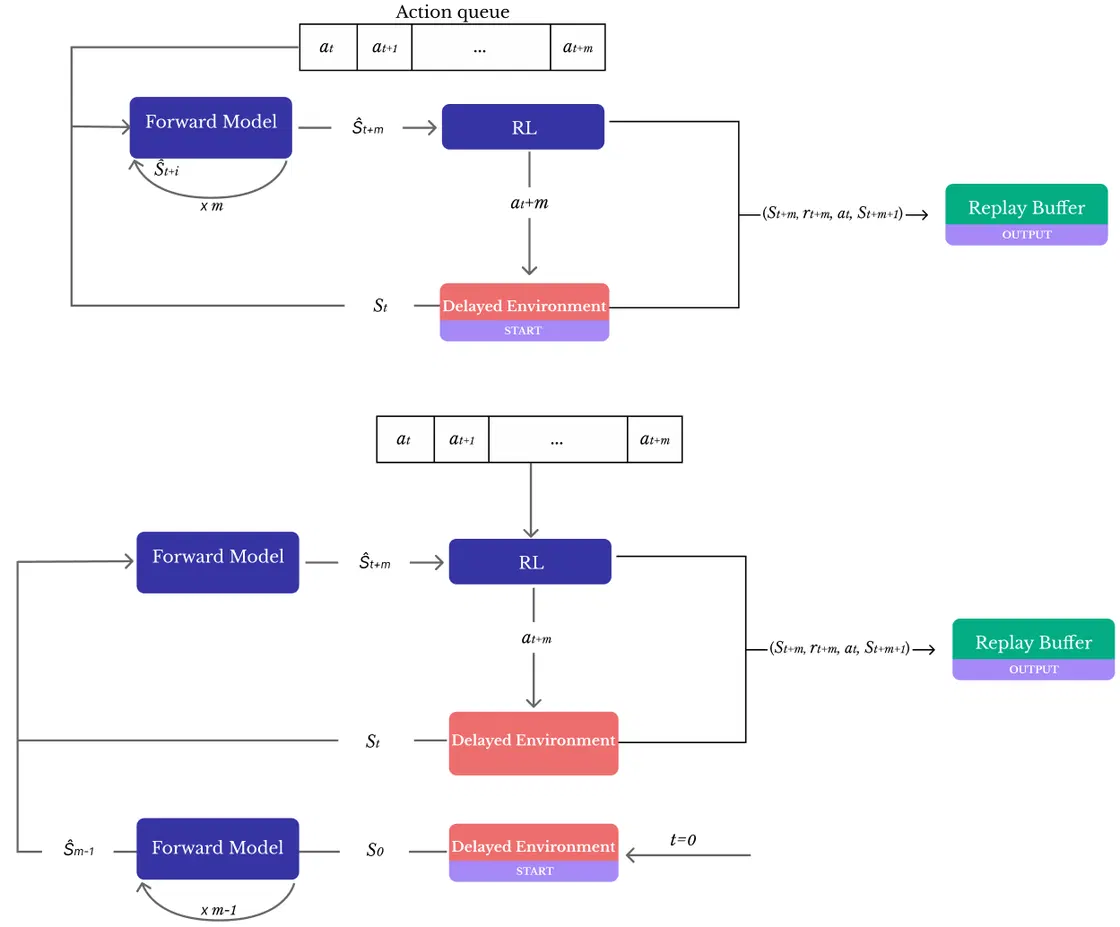 Action queue
at at+1 ... at+m
Forward Model Ŝt+m RL
Ŝt+i
x m
at+m
(St+m, rt+m, at, St+m+1) Replay Buffer
OUTPUT
St Delayed Environment
START
at at+1 ... at+m
Forward Model Ŝt+m RL
at+m
(St+m, rt+m, at, St+m+1) Replay Buffer
OUTPUT
St Delayed Environment
t=0
Ŝm-1 Forward Model S0 Delayed Environment
START
x m-1